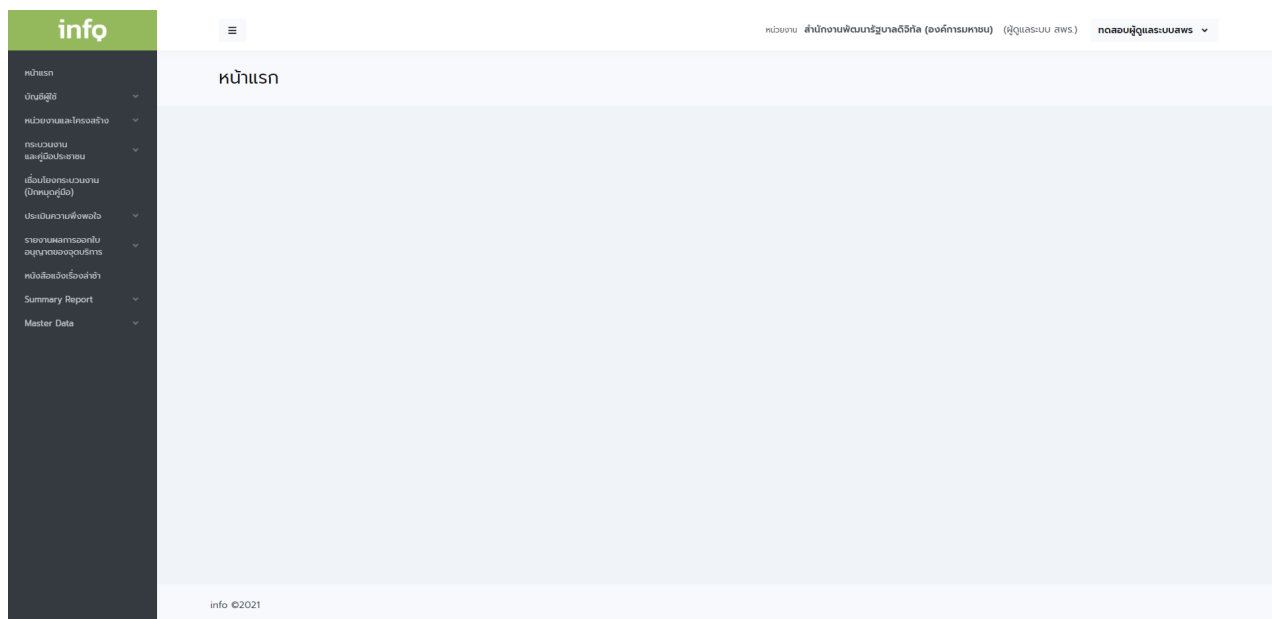 info
หน่วยงาน สำนักงานพัฒนารัฐบาลดิจิทัล (องค์การมหาชน) (ผู้ดูแลระบบ สพร.) ทดสอบผู้ดูแลระบบสพร
หน้าแรก
บัญชีผู้ใช้
หน่วยงานและโครงสร้าง
กระบวนงาน
และคู่มือประชาชน
เชื่อมโยงกระบวนงาน
(ปักหมุดคู่มือ)
ประเมินความพึงพอใจ
รายงานผลการออกใบ
อนุญาตของจุดบริการ
หนังสือแจ้งเรื่องล่าช้า
Summary Report
Master Data
หน้าแรก
info ©2021